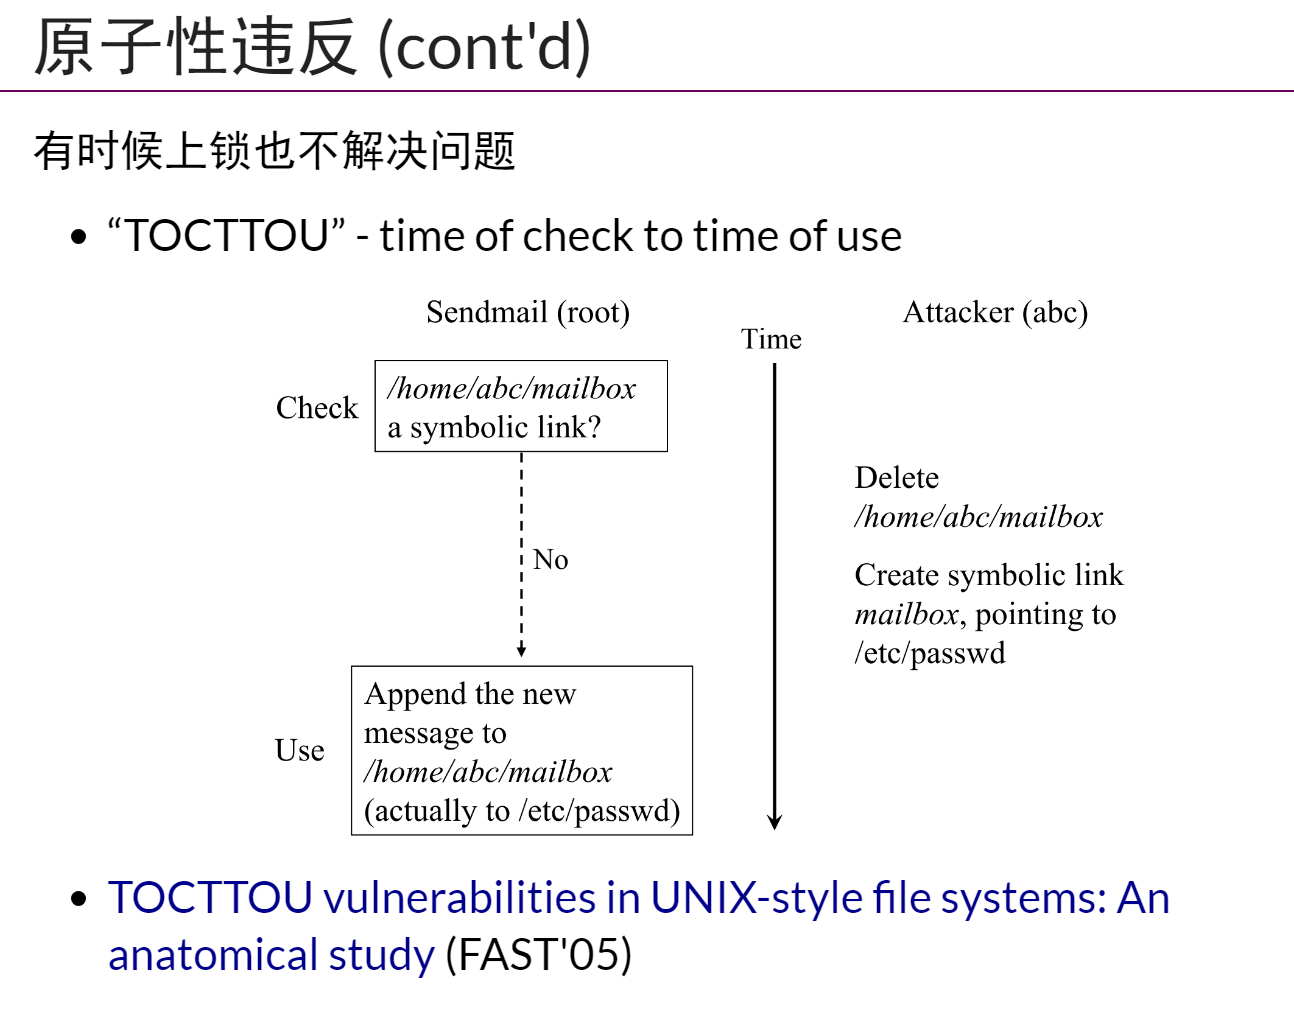 原子性违反 (cont'd)
有时候上锁也不解决问题
• “TOCTTOU” - time of check to time of use
Sendmail (root)
Attacker (abc)
Time
Check
/home/abc/mailbox
a symbolic link?
Delete
/home/abc/mailbox
No
Create symbolic link
mailbox, pointing to
/etc/passwd
Use
Append the new
message to
/home/abc/mailbox
(actually to /etc/passwd)
• TOCTTOU vulnerabilities in UNIX-style file systems: An
anatomical study (FAST'05)